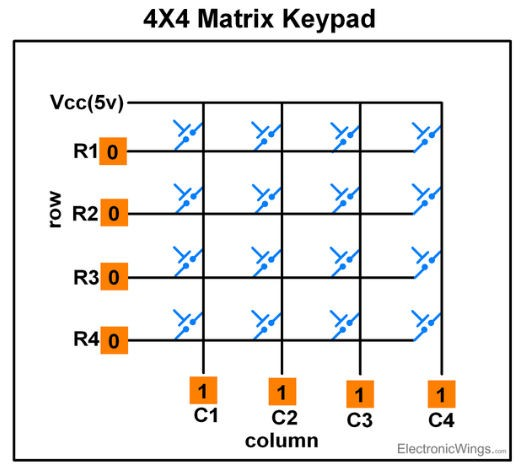 4X4 Matrix Keypad
Vcc(5v)
R1 0
row
R2 0
R3 0
R4 0
1 1 1 1
C1 C2 C3 C4
column
ElectronicWings.com